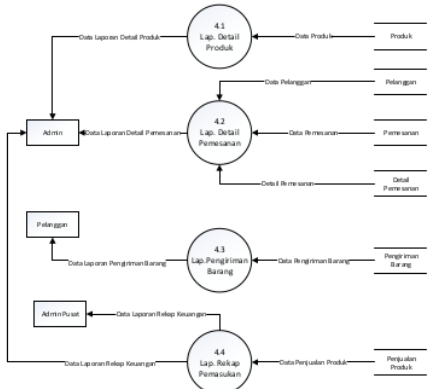 4.1
Lap. Detail
Produk
Data Laporan Detail Produk
Data Produk
Produk
Data Pelanggan
Pelanggan
4.2
Lap. Detail
Pemesanan
Admin
Data Laporan Detail Pemesanan
Data Pemesanan
Pemesanan
Detail Pemesanan
Detail
Pemesanan
Pelanggan
4.3
Lap.Pengiriman
Barang
Data Laporan Pengiriman Barang
Data Pengiriman Barang
Pengiriman
Barang
Admin Pusat
Data Laporan Rekap Keuangan
4.4
Lap. Rekap
Pemasukan
Data Laporan Rekap Keuangan
Data Penjualan Produk
Penjualan
Produk